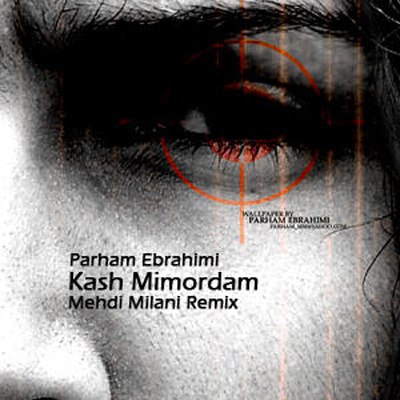 WALLPAPER BY
PARHAM EBRAHIMI
Parham Ebrahimi
Kash Mimordam
Mehdi Milani Remix